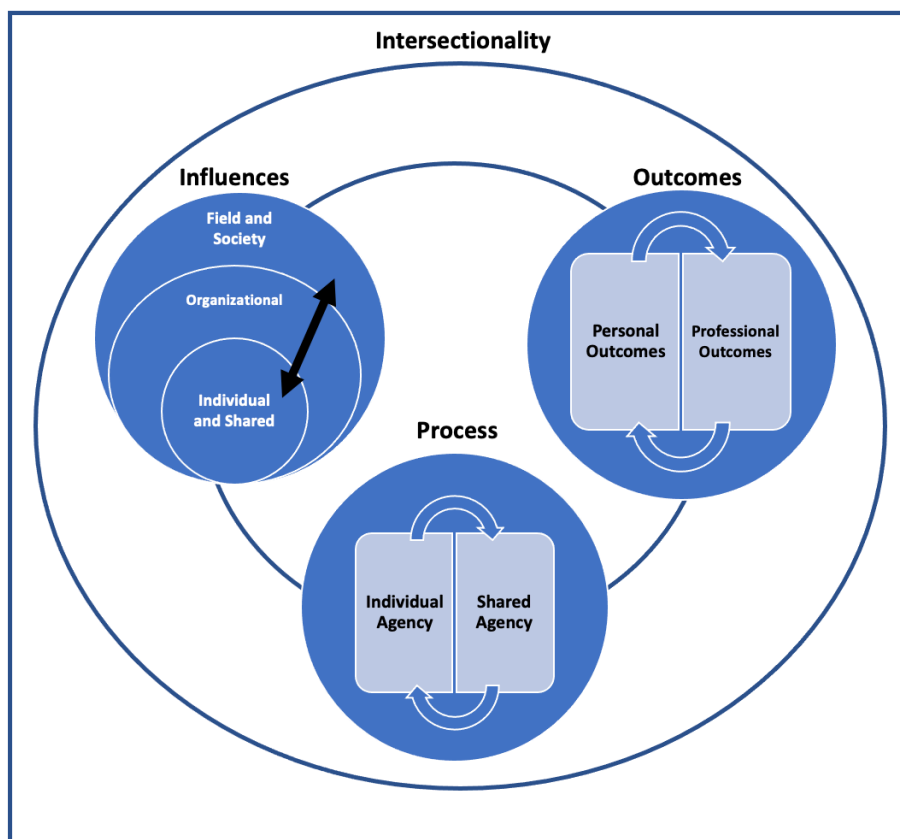 Intersectionality
Influences
Field and
Society
Organizational
Individual
and Shared
Outcomes
Personal
Outcomes
Professional
Outcomes
Process
Individual
Agency
Shared
Agency